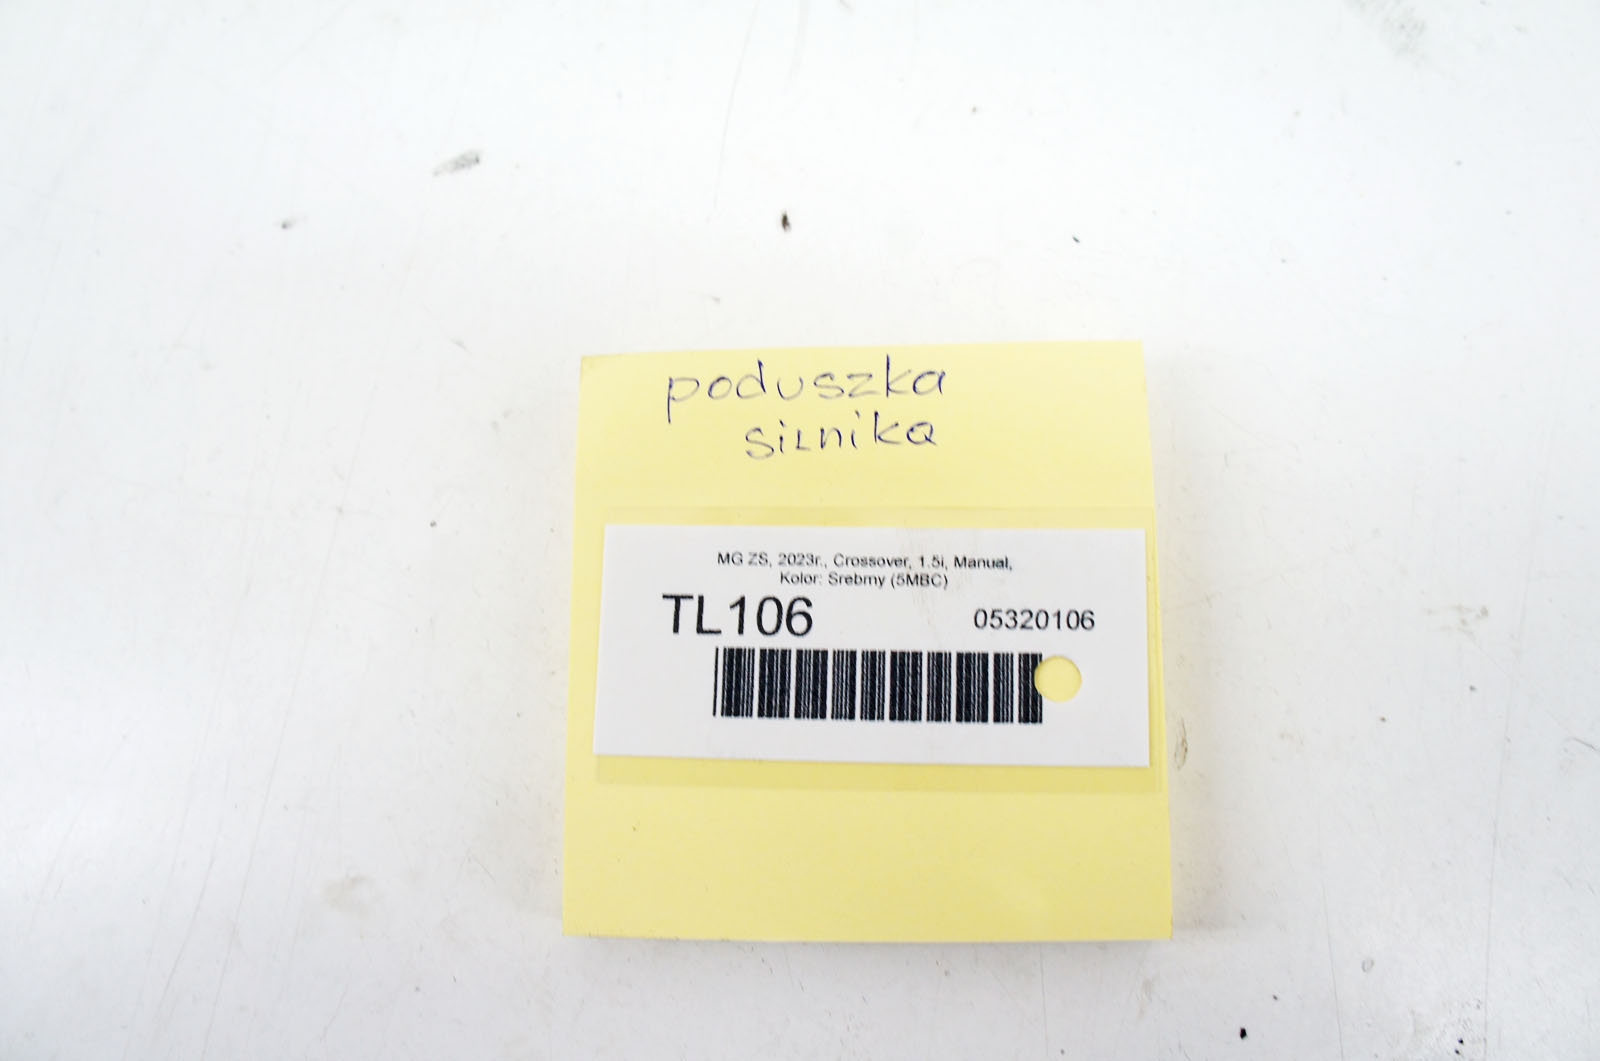 poduszka
silnika
MG ZS, 2023r., Crossover, 1.5i, Manual,
Kolor: Srebrny (5MBC)
TL106
05320106